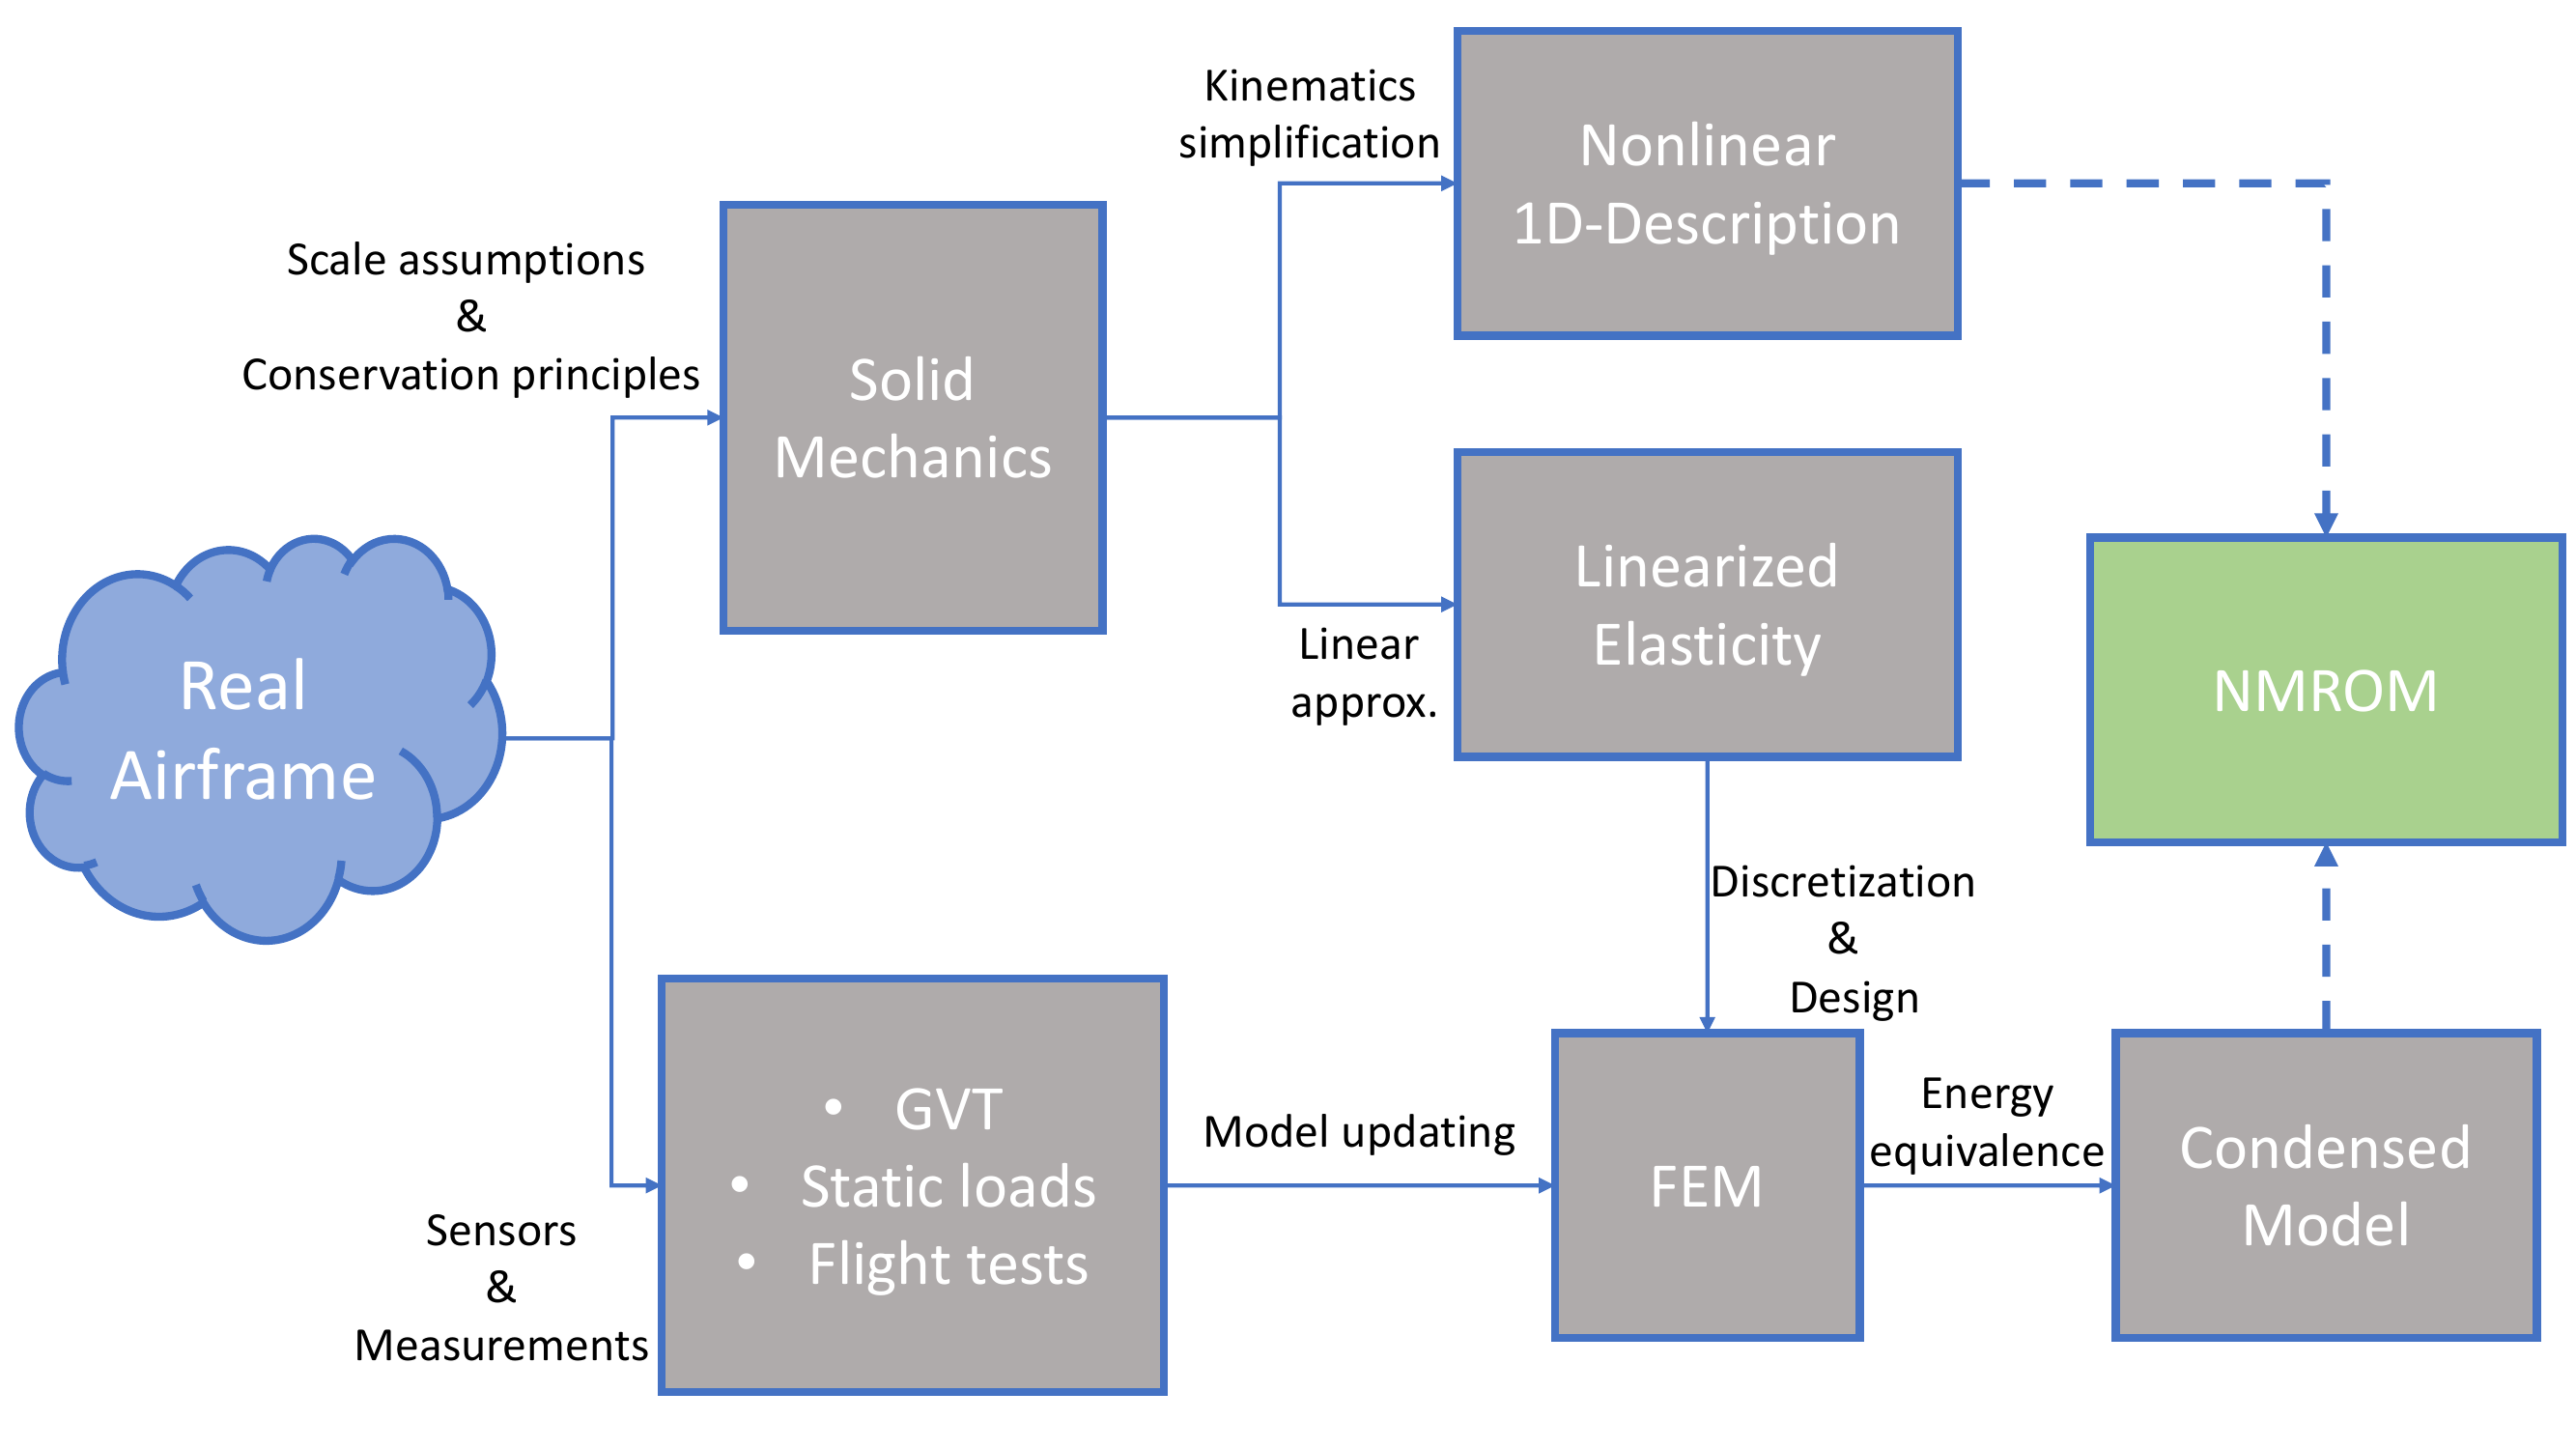 Kinematics
simplification
Nonlinear
1D-Description
Scale assumptions
&
Conservation principles
Solid
Mechanics
Linearized
Elasticity
Linear
approx.
Real
Airframe
NMROM
Discretization
&
Design
• GVT
• Static loads
• Flight tests
Sensors
&
Measurements
Model updating
FEM
Energy
equivalence
Condensed
Model